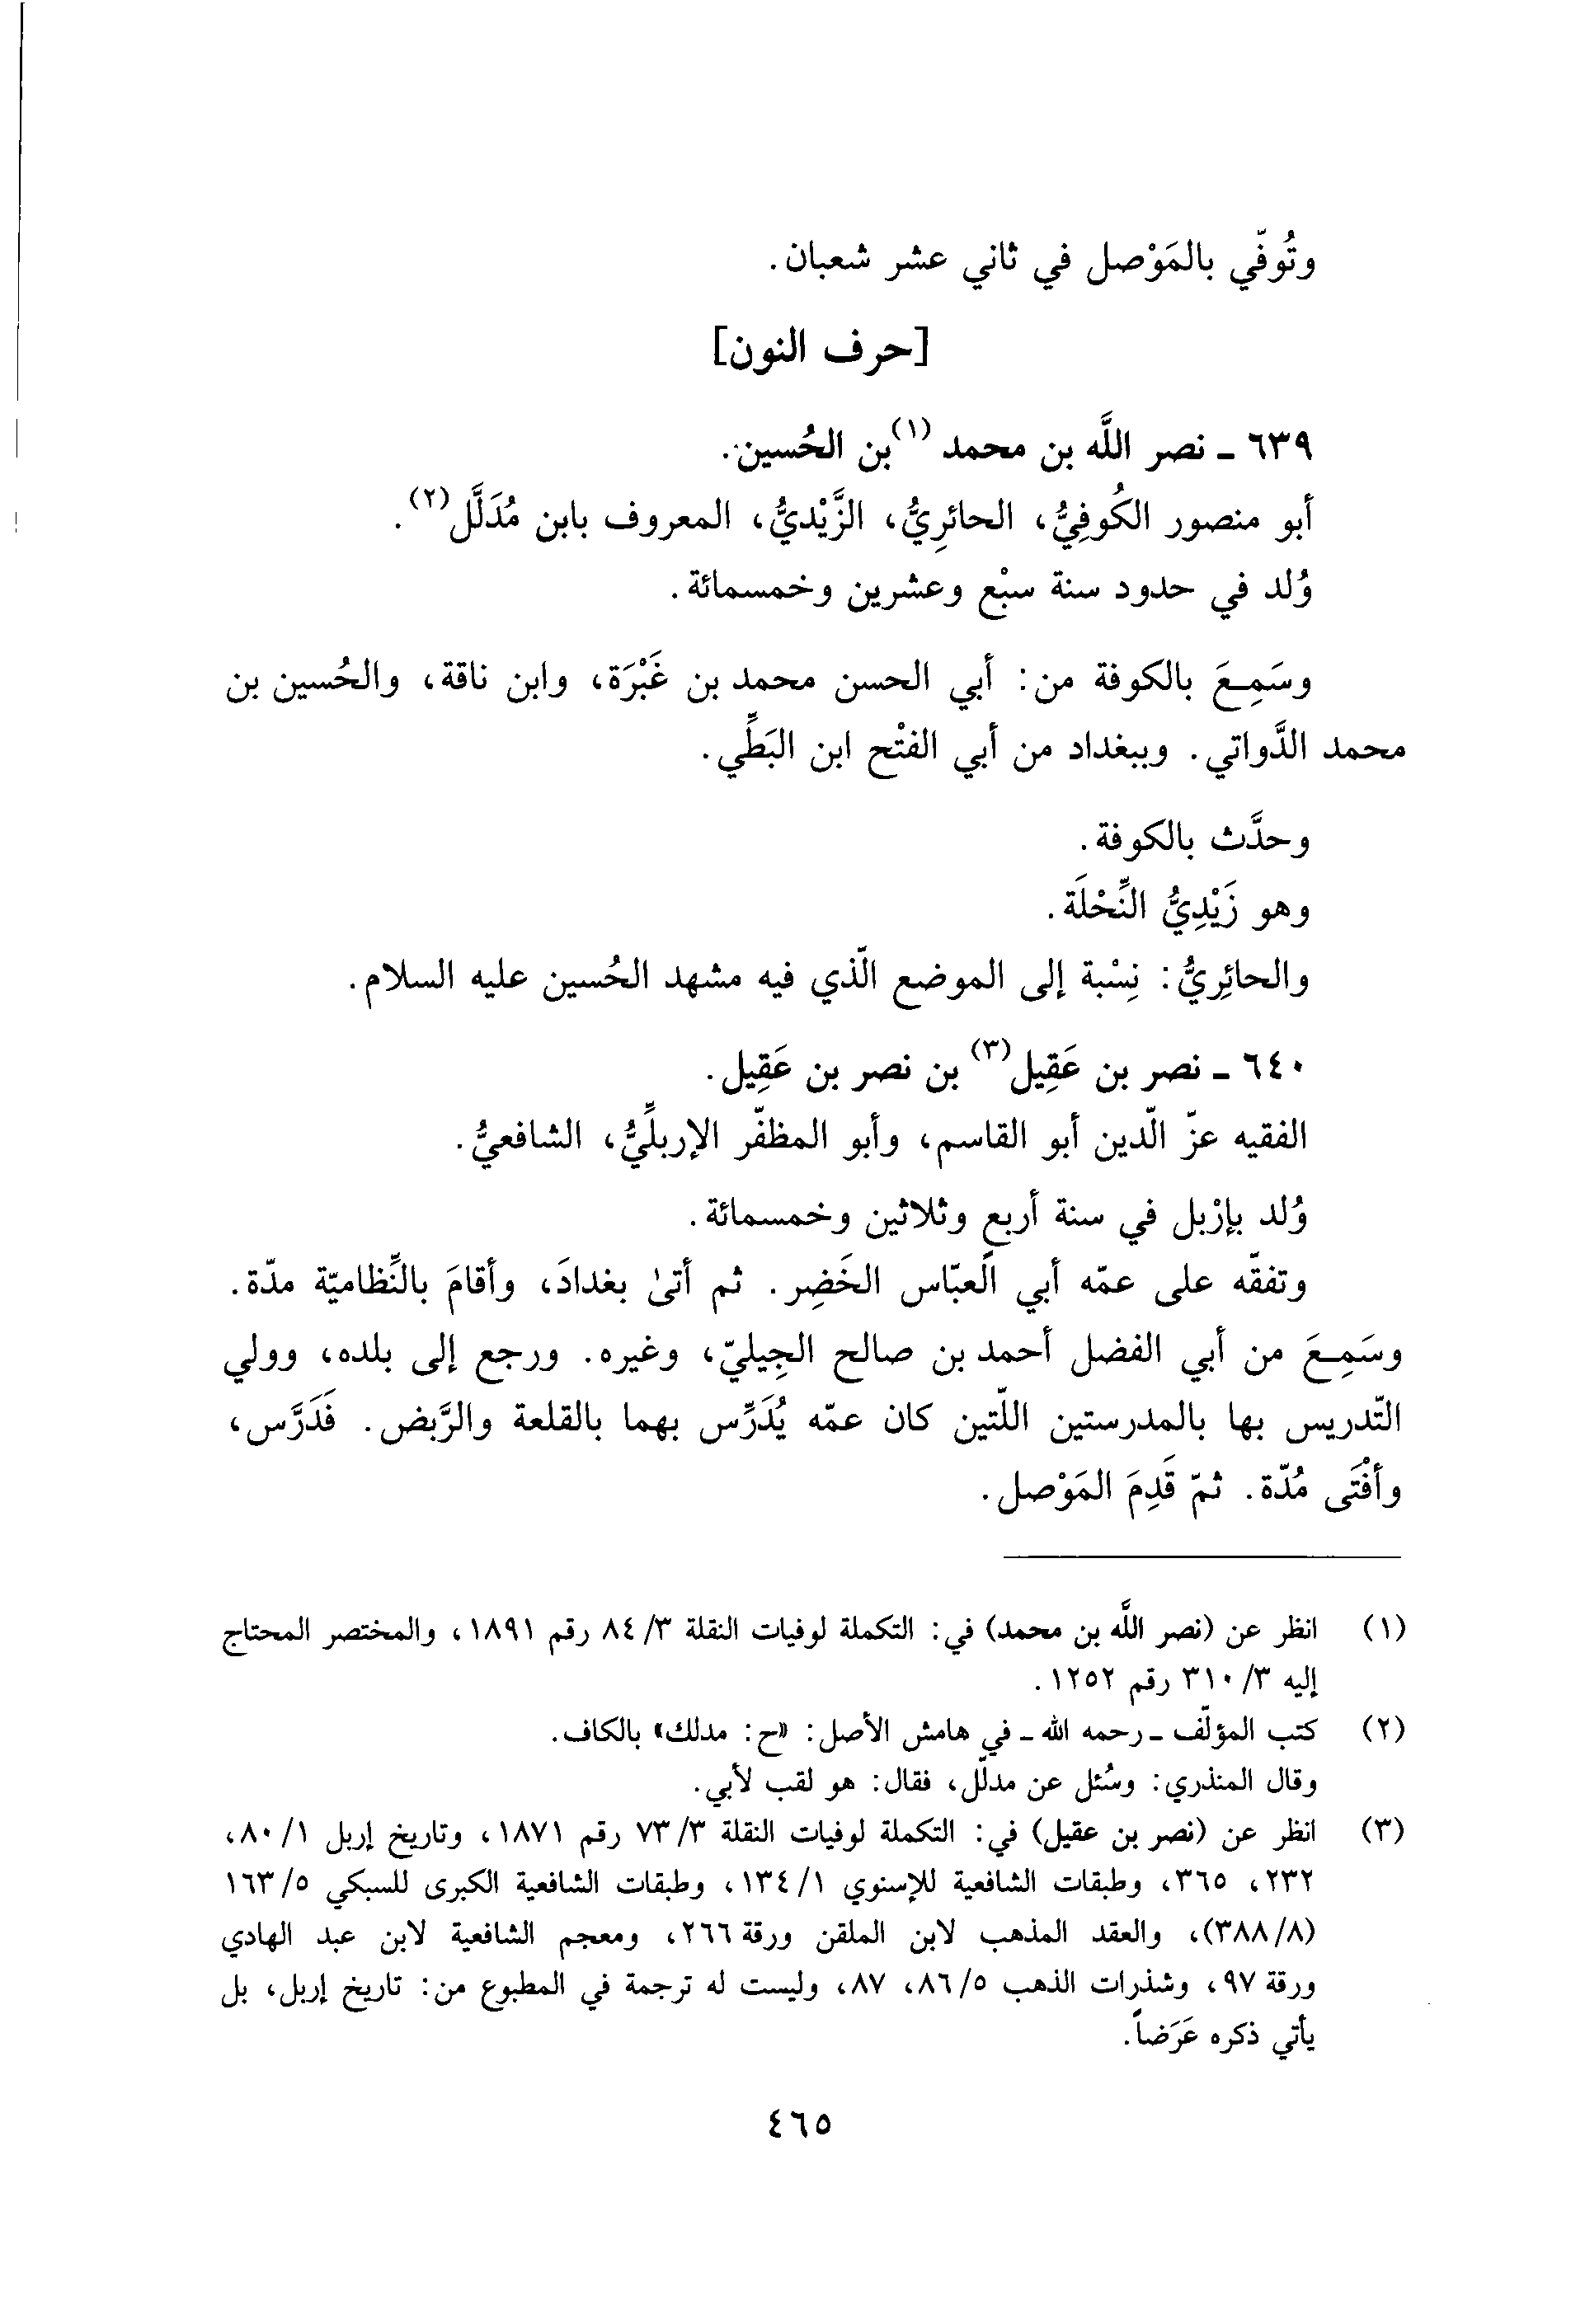 وتُوفّي بالمَوْصل في ثاني عشر شعبان.
[حرف النون]
٦٣٩ ـ نصر اللَّه بن محمد (١) بن الحُسين.
أبو منصور الكُوفِيُّ، الحائرِيُّ، الزَّيْديُّ، المعروف بابن مُدَلَّل(٢).
وُلد في حدود سنة سبْع وعشرين وخمسمائة.
وسَمِعَ بالكوفة من: أبي الحسن محمد بن غَبْرَة، وابن ناقة، والحُسين بن
محمد الدَّواتي. وببغداد من أبي الفتْح ابن البَطِّي.
وحدَّث بالكوفة.
وهو زَيْدِيُّ النِّحْلَة.
والحائِريُّ: نِسْبة إلى الموضع الّذي فيه مشهد الحُسين عليه السلام.
٦٤٠ ـ نصر بن عَقِيل(٣) بن نصر بن عَقِيل.
الفقيه عزّ الّدين أبو القاسم، وأبو المظفّر الإربلِّيُّ، الشافعيُّ.
وُلد بإرْبل في سنة أربعٍ وثلاثين وخمسمائة.
وتفقّه على عمّه أبي العبّاس الخَضِر. ثم أتىٰ بغدادَ، وأقامَ بالنِّظاميّة مدّة.
وسَمِعَ من أبي الفضل أحمد بن صالح الجِيليّ، وغيره. ورجع إلى بلده، وولي
التّدريس بها بالمدرستين اللّتين كان عمّه يُدَرِّس بهما بالقلعة والرَّبض. فَدَرَّس،
وأفْتَى مُدّة. ثمّ قَدِمَ المَوْصل.
(١) انظر عن (نصر اللَّه بن محمد) في: التكملة لوفيات النقلة ٣/ ٨٤ رقم ١٨٩١، والمختصر المحتاج
إليه ٣/ ٣١٠ رقم ١٢٥٢.
(٢) كتب المؤلّف ـ رحمه الله ـ في هامش الأصل: «ح: مدلك» بالكاف.
وقال المنذري: وسُئل عن مدلّل، فقال: هو لقب لأبي.
(٣) انظر عن (نصر بن عقيل) في: التكملة لوفيات النقلة ٣/ ٧٣ رقم ١٨٧١، وتاريخ إربل ١/ ٨٠،
٢٣٢، ٣٦٥، وطبقات الشافعية للإسنوي ١/ ١٣٤، وطبقات الشافعية الكبرى للسبكي ٥/ ١٦٣
(٨/ ٣٨٨)، والعقد المذهب لابن الملقن ورقة ٢٦٦، ومعجم الشافعية لابن عبد الهادي
ورقة ٩٧، وشذرات الذهب ٥/ ٨٦، ٨٧، وليست له ترجمة في المطبوع من: تاريخ إربل، بل
يأتي ذكره عَرَضاً.
٤٦٥